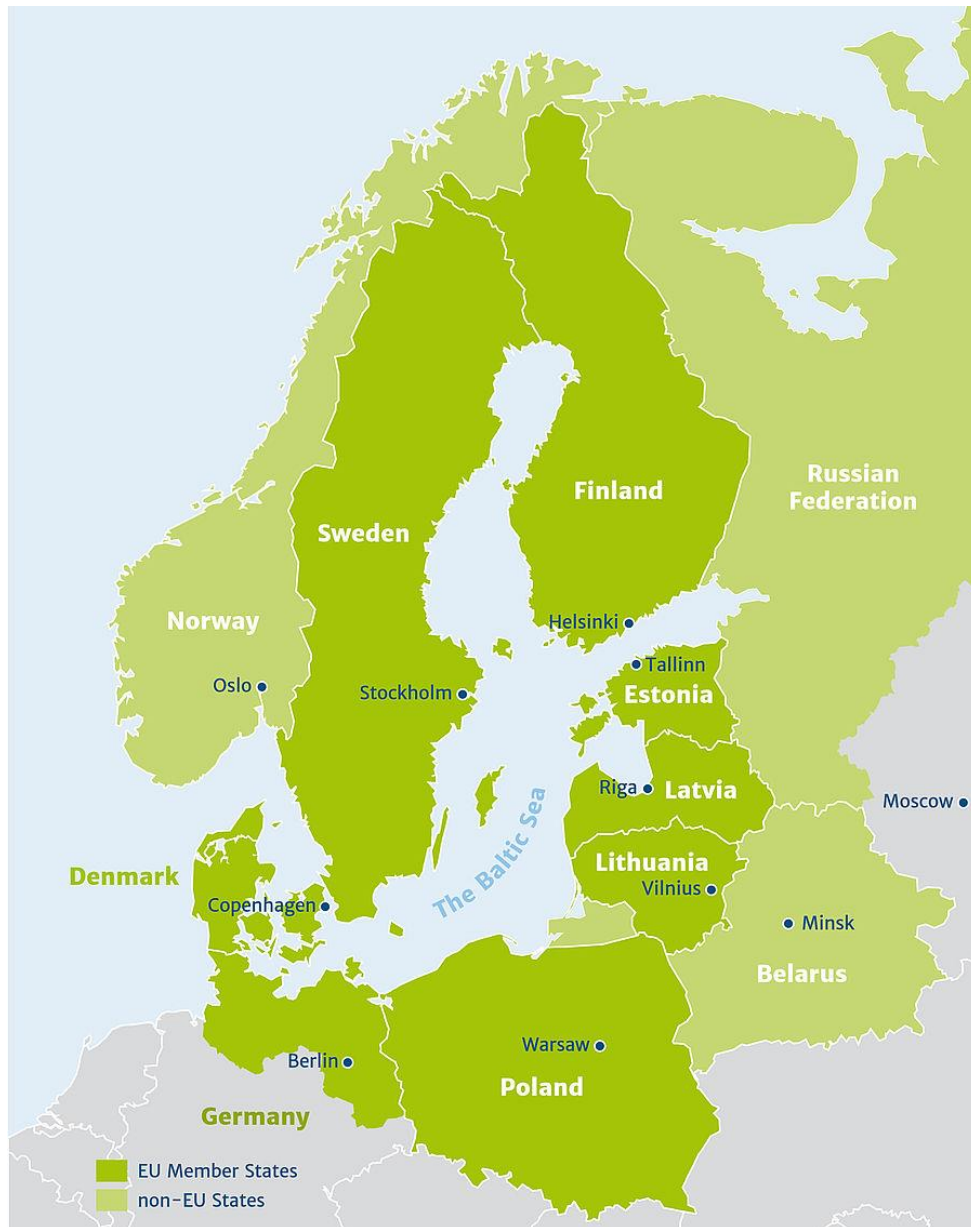 Russian
Federation
Finland
Sweden
Norway
Helsinki
Tallinn
Oslo
Stockholm
Estonia
Riga
Latvia
Moscow
The Baltic Sea
Lithuania
Denmark
Vilnius
Copenhagen
Minsk
Belarus
Warsaw
Berlin
Poland
Germany
EU Member States
non-EU States